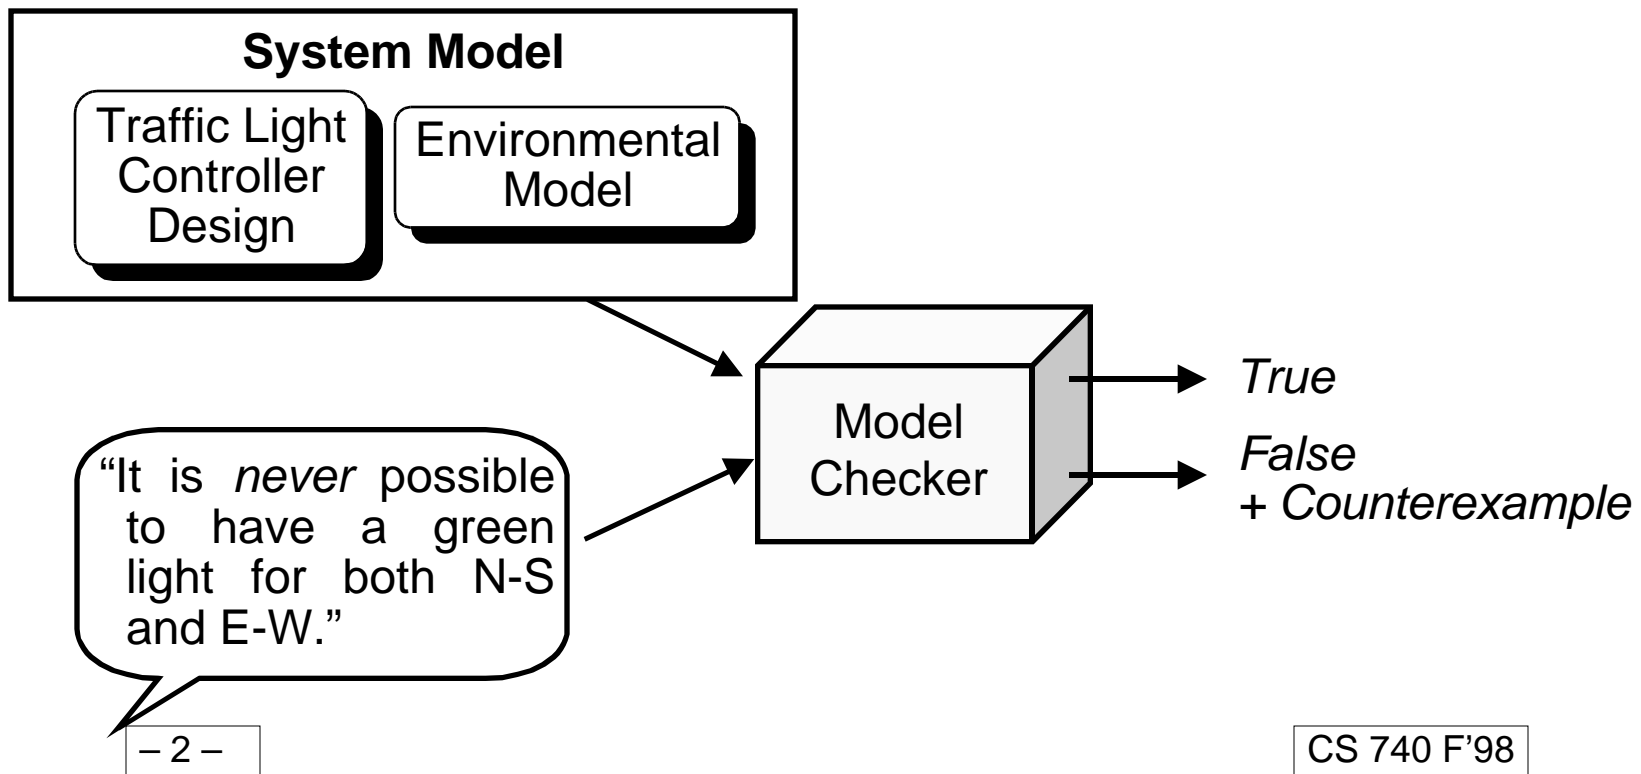 System Model
Traffic Light
Controller
Design
Environmental
Model
“It is never possible
to have a green
light for both N-S
and E-W.”
Model
Checker
True
False
+ Counterexample
– 2 –
CS 740 F'98